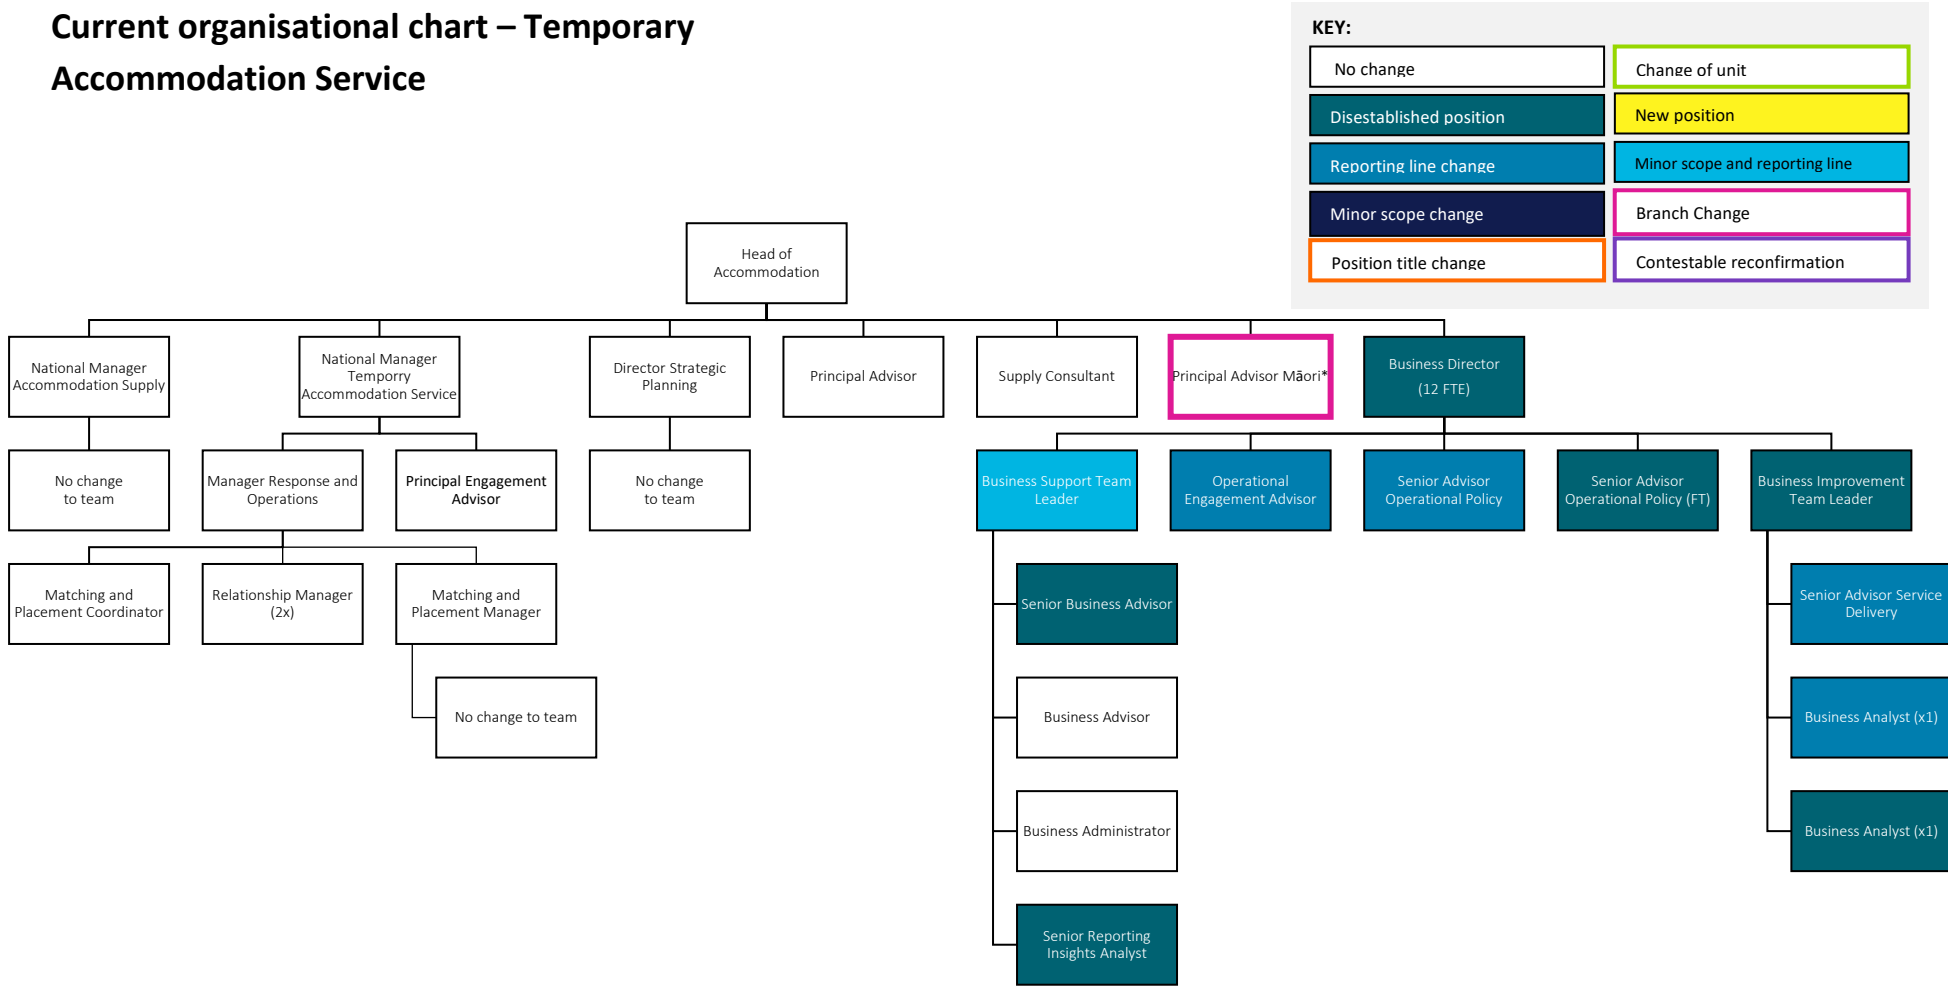 Current organisational chart – Temporary
Accommodation Service
KEY:
No change
Change of unit
Disestablished position
New position
Reporting line change
Minor scope and reporting line
Minor scope change
Branch Change
Position title change
Contestable reconfirmation
Head of
Accommodation
National Manager
Accommodation Supply
National Manager
Temporry
Accommodation Service
Director Strategic
Planning
Principal Advisor
Supply Consultant
Principal Advisor Māori*
Business Director
(12 FTE)
No change
to team
Manager Response and
Operations
Principal Engagement
Advisor
No change
to team
Business Support Team
Leader
Operational
Engagement Advisor
Senior Advisor
Operational Policy
Senior Advisor
Operational Policy (FT)
Business Improvement
Team Leader
Matching and
Placement Coordinator
Relationship Manager
(2x)
Matching and
Placement Manager
Senior Business Advisor
Senior Advisor Service
Delivery
No change to team
Business Advisor
Business Analyst (x1)
Business Administrator
Business Analyst (x1)
Senior Reporting
Insights Analyst